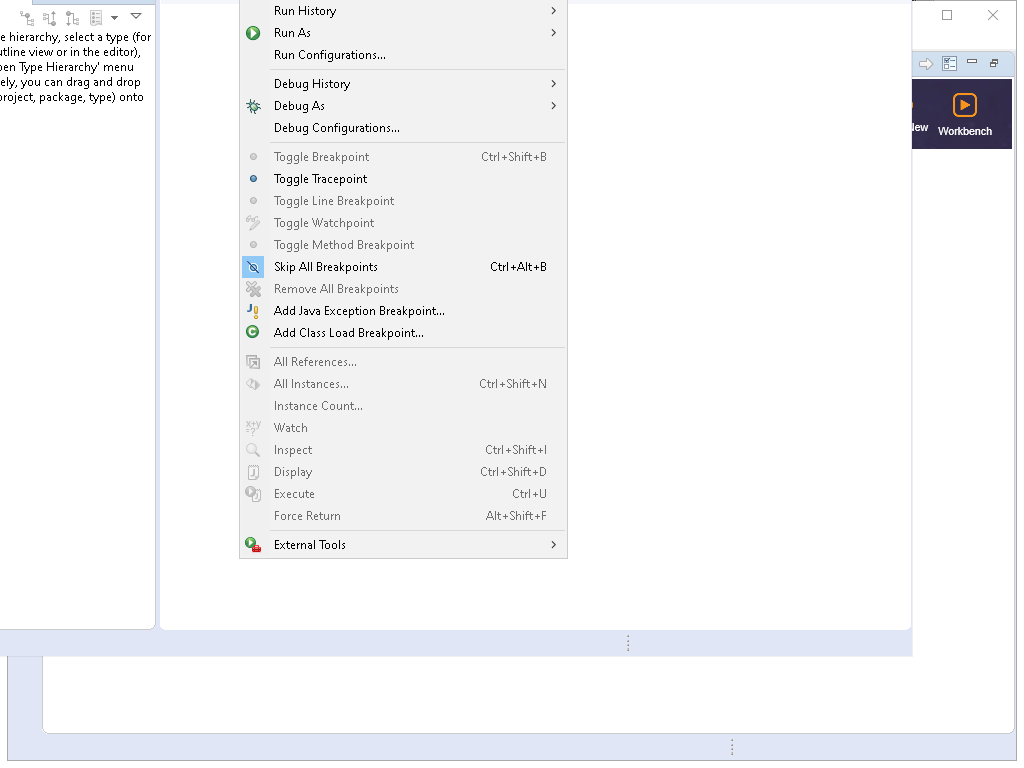 e hierarchy, select a type (for
utline view or in the editor),
pen Type Hierarchy' menu
ely, you can drag and drop
project, package, type) onto
Run History
Run As
Run Configurations...
Debug History
Debug As
Debug Configurations...
Toggle Breakpoint Ctrl+Shift+B
Toggle Tracepoint
Toggle Line Breakpoint
Toggle Watchpoint
Toggle Method Breakpoint
Skip All Breakpoints Ctrl+Alt+B
Remove All Breakpoints
Add Java Exception Breakpoint...
Add Class Load Breakpoint...
All References...
All Instances... Ctrl+Shift+N
Instance Count...
Watch
Inspect Ctrl+Shift+I
Display Ctrl+Shift+D
Execute Ctrl+U
Force Return Alt+Shift+F
External Tools
New
Workbench